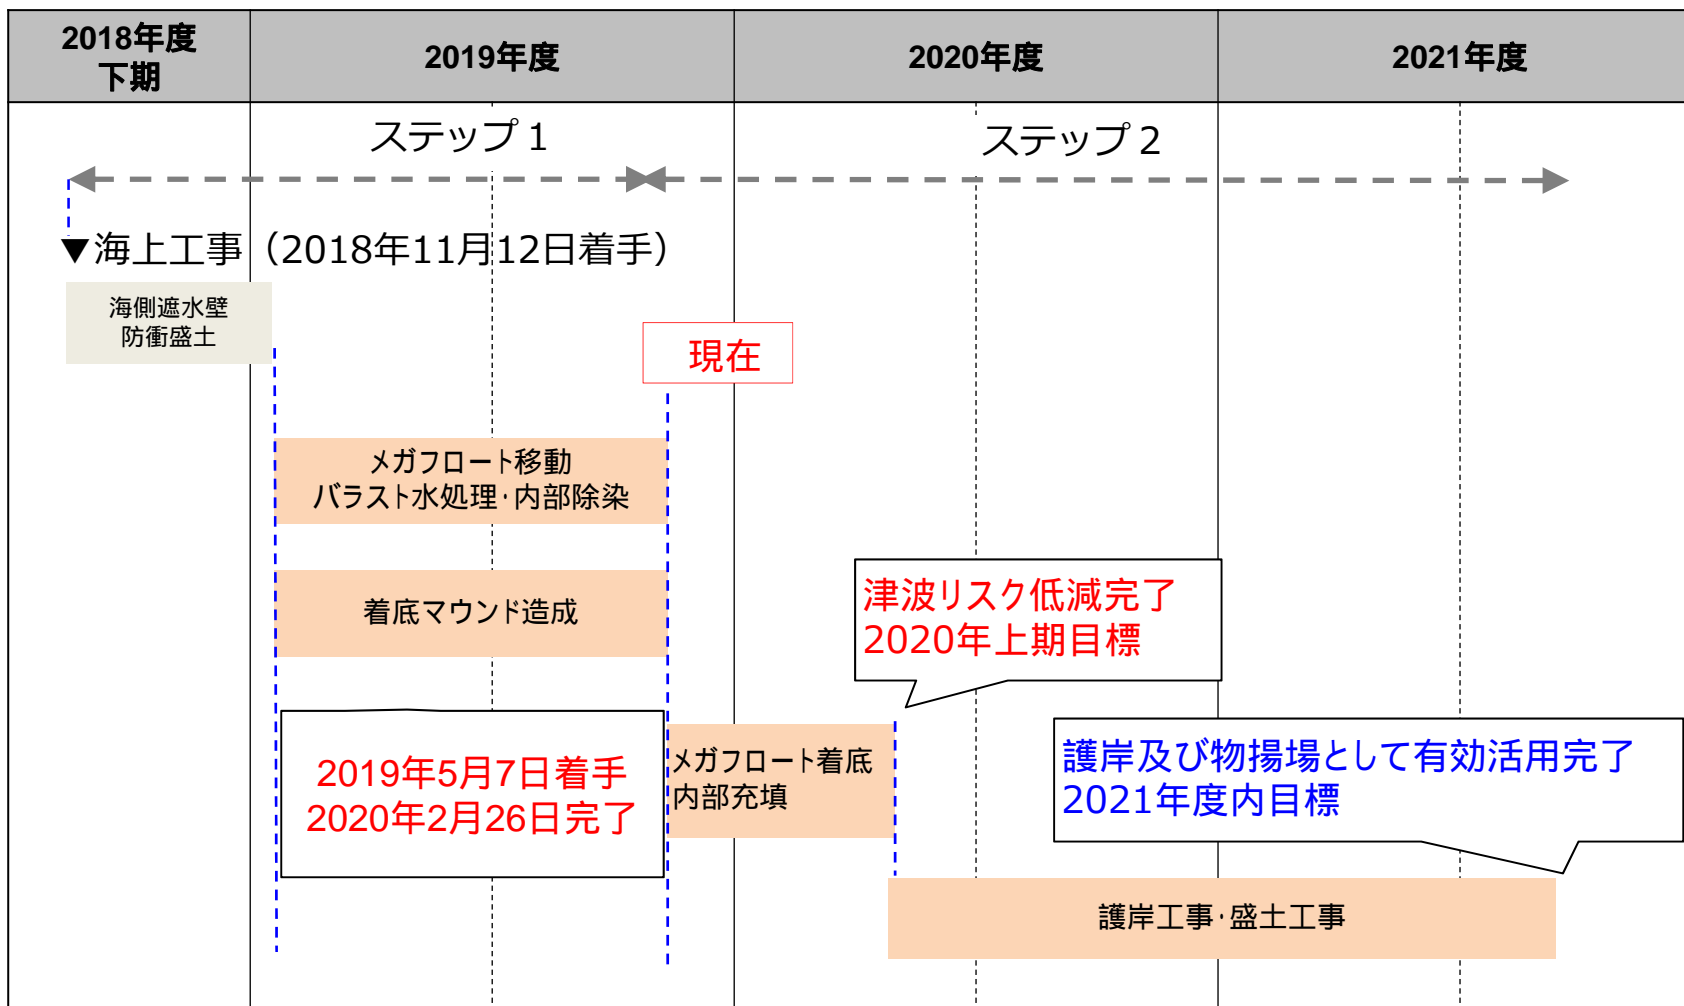 2018年度
下期
2019年度
2020年度
2021年度
ステップ１
ステップ２
▼海上工事（2018年11月12日着手）
海側遮水壁
防衝盛土
現在
メガフロート移動
バラスト水処理・内部除染
着底マウンド造成
津波リスク低減完了
2020年上期目標
2019年5月7日着手
2020年2月26日完了
メガフロート着底
内部充填
護岸及び物揚場として有効活用完了
2021年度内目標
護岸工事・盛土工事